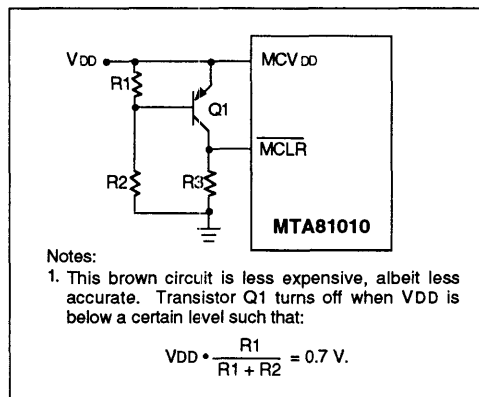 VDD
MCVDD
R1
Q1
MCLR
R2
R3
MTA81010
Notes:
1. This brown circuit is less expensive, albeit less
accurate. Transistor Q1 turns off when VDD is
below a certain level such that:
VDD • R1 / (R1 + R2) = 0.7 V.